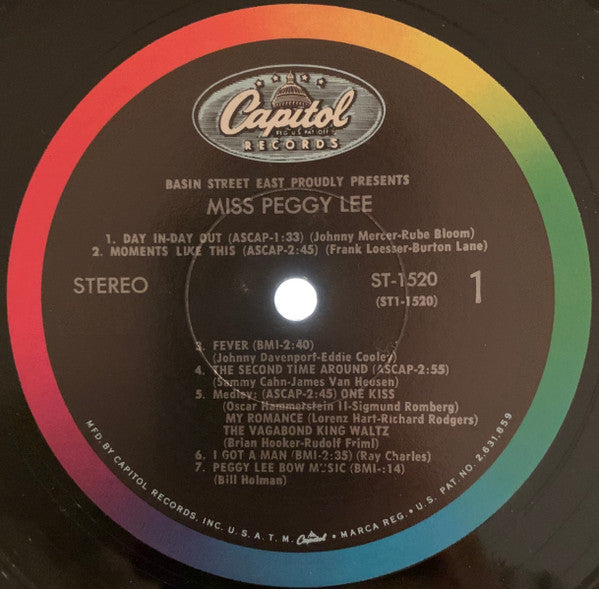 Capitol
REG. U.S. PAT. OFF.
RECORDS
BASIN STREET EAST PROUDLY PRESENTS
MISS PEGGY LEE
1. DAY IN-DAY OUT (ASCAP-1:33) (Johnny Mercer-Rube Bloom)
2. MOMENTS LIKE THIS (ASCAP-2:45) (Frank Loesser-Burton Lane)
STEREO
ST-1520
(ST1-1520)
1
3. FEVER (BMI-2:40)
(Johnny Davenport-Eddie Cooley)
4. THE SECOND TIME AROUND (ASCAP-2:55)
(Sammy Cahn-James Van Heusen)
5. Medley: (ASCAP-2:45) ONE KISS
(Oscar Hammerstein II-Sigmund Romberg)
MY ROMANCE (Lorenz Hart-Richard Rodgers)
THE VAGABOND KING WALTZ
(Brian Hooker-Rudolf Friml)
6. I GOT A MAN (BMI-2:35) (Ray Charles)
7. PEGGY LEE BOW MUSIC (BMI-:14)
(Bill Holman)
MFD. BY CAPITOL RECORDS, INC. U.S.A. T.M. Capitol • MARCA REG. • U.S. PAT. NO. 2,631,859